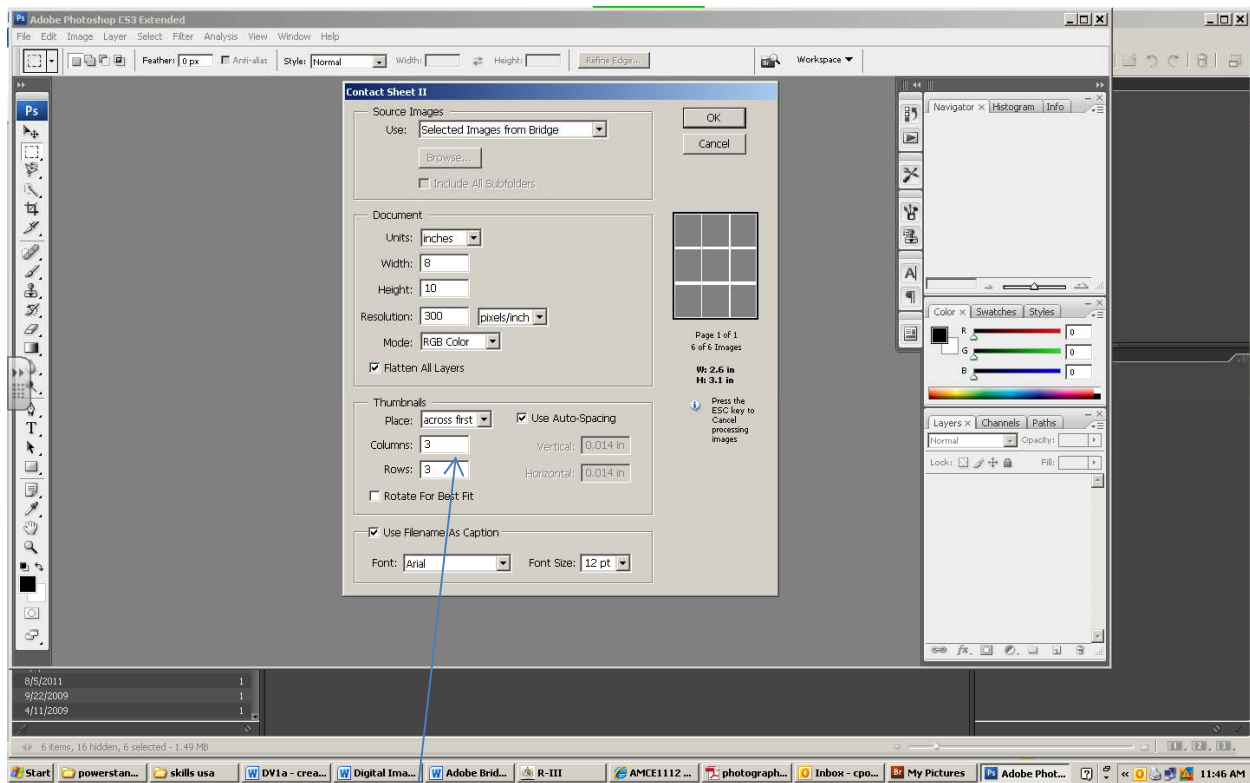 Adobe Photoshop CS3 Extended
File Edit Image Layer Select Filter Analysis View Window Help
Feather: 0 px Anti-alias Style: Normal Width: Height: Refine Edge... Workspace
Ps
Contact Sheet II
Source Images
Use: Selected Images from Bridge
Browse...
Include All Subfolders
OK
Cancel
Document
Units: inches
Width: 8
Height: 10
Resolution: 300 pixels/inch
Mode: RGB Color
Flatten All Layers
Page 1 of 1
6 of 6 Images
W: 2.6 in
H: 3.1 in
Press the
ESC key to
Cancel
processing
images
Thumbnails
Place: across first Use Auto-Spacing
Columns: 3 Vertical: 0.014 in
Rows: 3 Horizontal: 0.014 in
Rotate For Best Fit
Use Filename As Caption
Font: Arial Font Size: 12 pt
Navigator Histogram Info
Color Swatches Styles
R 0
G 0
B 0
Layers Channels Paths
Normal Opacity:
Lock: Fill:
8/5/2011 1
9/22/2009 1
4/11/2009 1
6 items, 16 hidden, 6 selected - 1.49 MB
Start powerstan... skills usa DV1a - crea... Digital Ima... Adobe Brid... R-III AMCE1112 ... photograph... Inbox - cpo... My Pictures Adobe Phot... 11:46 AM